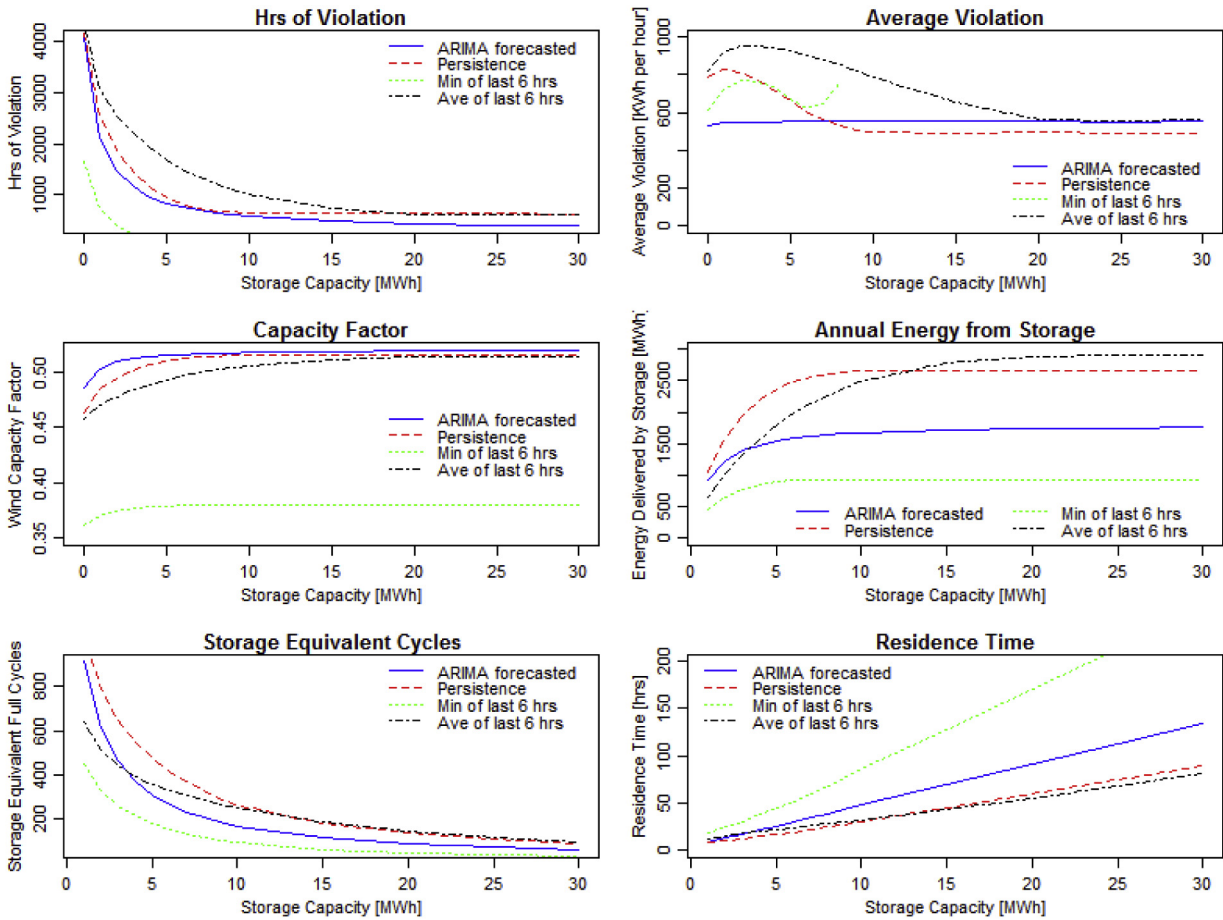 Hrs of Violation
Hrs of Violation
1000 2000 3000 4000
ARIMA forecasted
Persistence
Min of last 6 hrs
Ave of last 6 hrs
0 5 10 15 20 25 30
Storage Capacity [MWh]
Average Violation
Average Violation [KWh per hour]
0 200 600 1000
ARIMA forecasted
Persistence
Min of last 6 hrs
Ave of last 6 hrs
0 5 10 15 20 25 30
Storage Capacity [MWh]
Capacity Factor
Wind Capacity Factor
0.35 0.40 0.45 0.50
ARIMA forecasted
Persistence
Min of last 6 hrs
Ave of last 6 hrs
0 5 10 15 20 25 30
Storage Capacity [MWh]
Annual Energy from Storage
Energy Delivered by Storage [MWh]
0 500 1500 2500
ARIMA forecasted
Persistence
Min of last 6 hrs
Ave of last 6 hrs
0 5 10 15 20 25 30
Storage Capacity [MWh]
Storage Equivalent Cycles
Storage Equivalent Full Cycles
200 400 600 800
ARIMA forecasted
Persistence
Min of last 6 hrs
Ave of last 6 hrs
0 5 10 15 20 25 30
Storage Capacity [MWh]
Residence Time
Residence Time [hrs]
0 50 100 150 200
ARIMA forecasted
Persistence
Min of last 6 hrs
Ave of last 6 hrs
0 5 10 15 20 25 30
Storage Capacity [MWh]